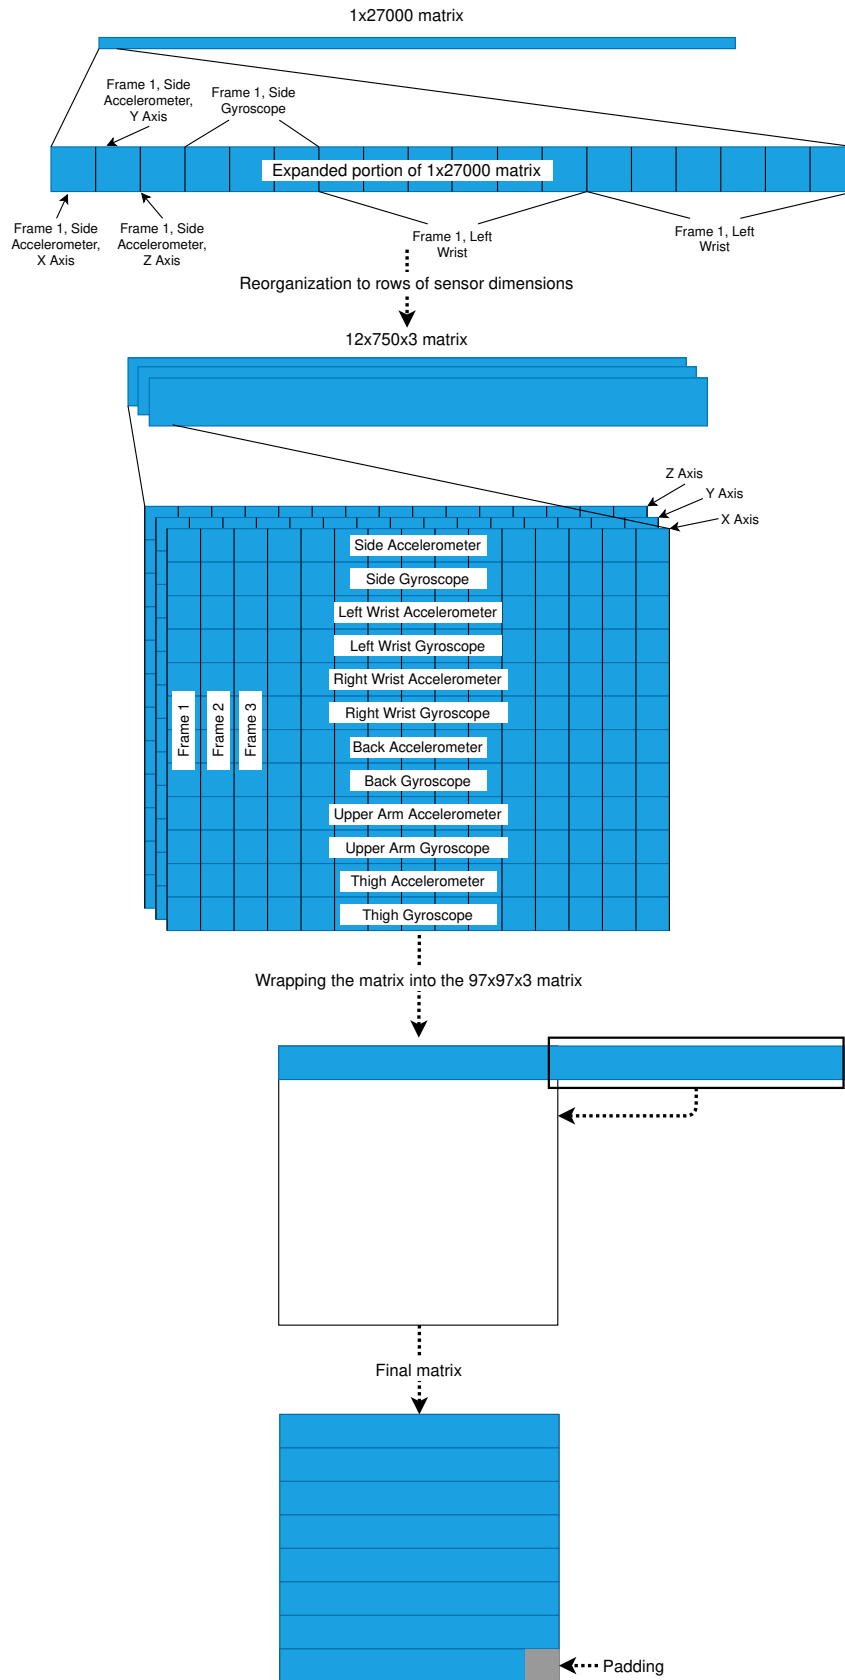 1x27000 matrix
Frame 1, Side
Accelerometer,
Y Axis
Frame 1, Side
Gyroscope
Expanded portion of 1x27000 matrix
Frame 1, Side
Accelerometer,
X Axis
Frame 1, Side
Accelerometer,
Z Axis
Frame 1, Left
Wrist
Frame 1, Left
Wrist
Reorganization to rows of sensor dimensions
12x750x3 matrix
Z Axis
Y Axis
X Axis
Side Accelerometer
Side Gyroscope
Left Wrist Accelerometer
Left Wrist Gyroscope
Right Wrist Accelerometer
Right Wrist Gyroscope
Back Accelerometer
Back Gyroscope
Upper Arm Accelerometer
Upper Arm Gyroscope
Thigh Accelerometer
Thigh Gyroscope
Frame 1
Frame 2
Frame 3
Wrapping the matrix into the 97x97x3 matrix
Final matrix
Padding